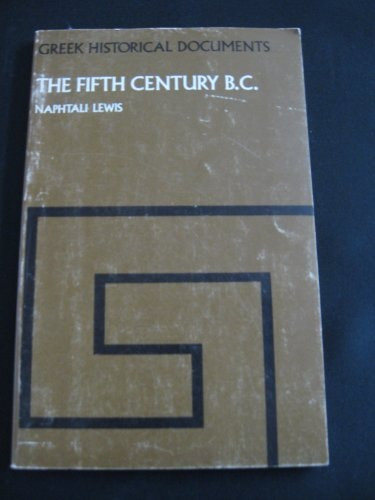 GREEK HISTORICAL DOCUMENTS
THE FIFTH CENTURY B.C.
NAPHTALI LEWIS